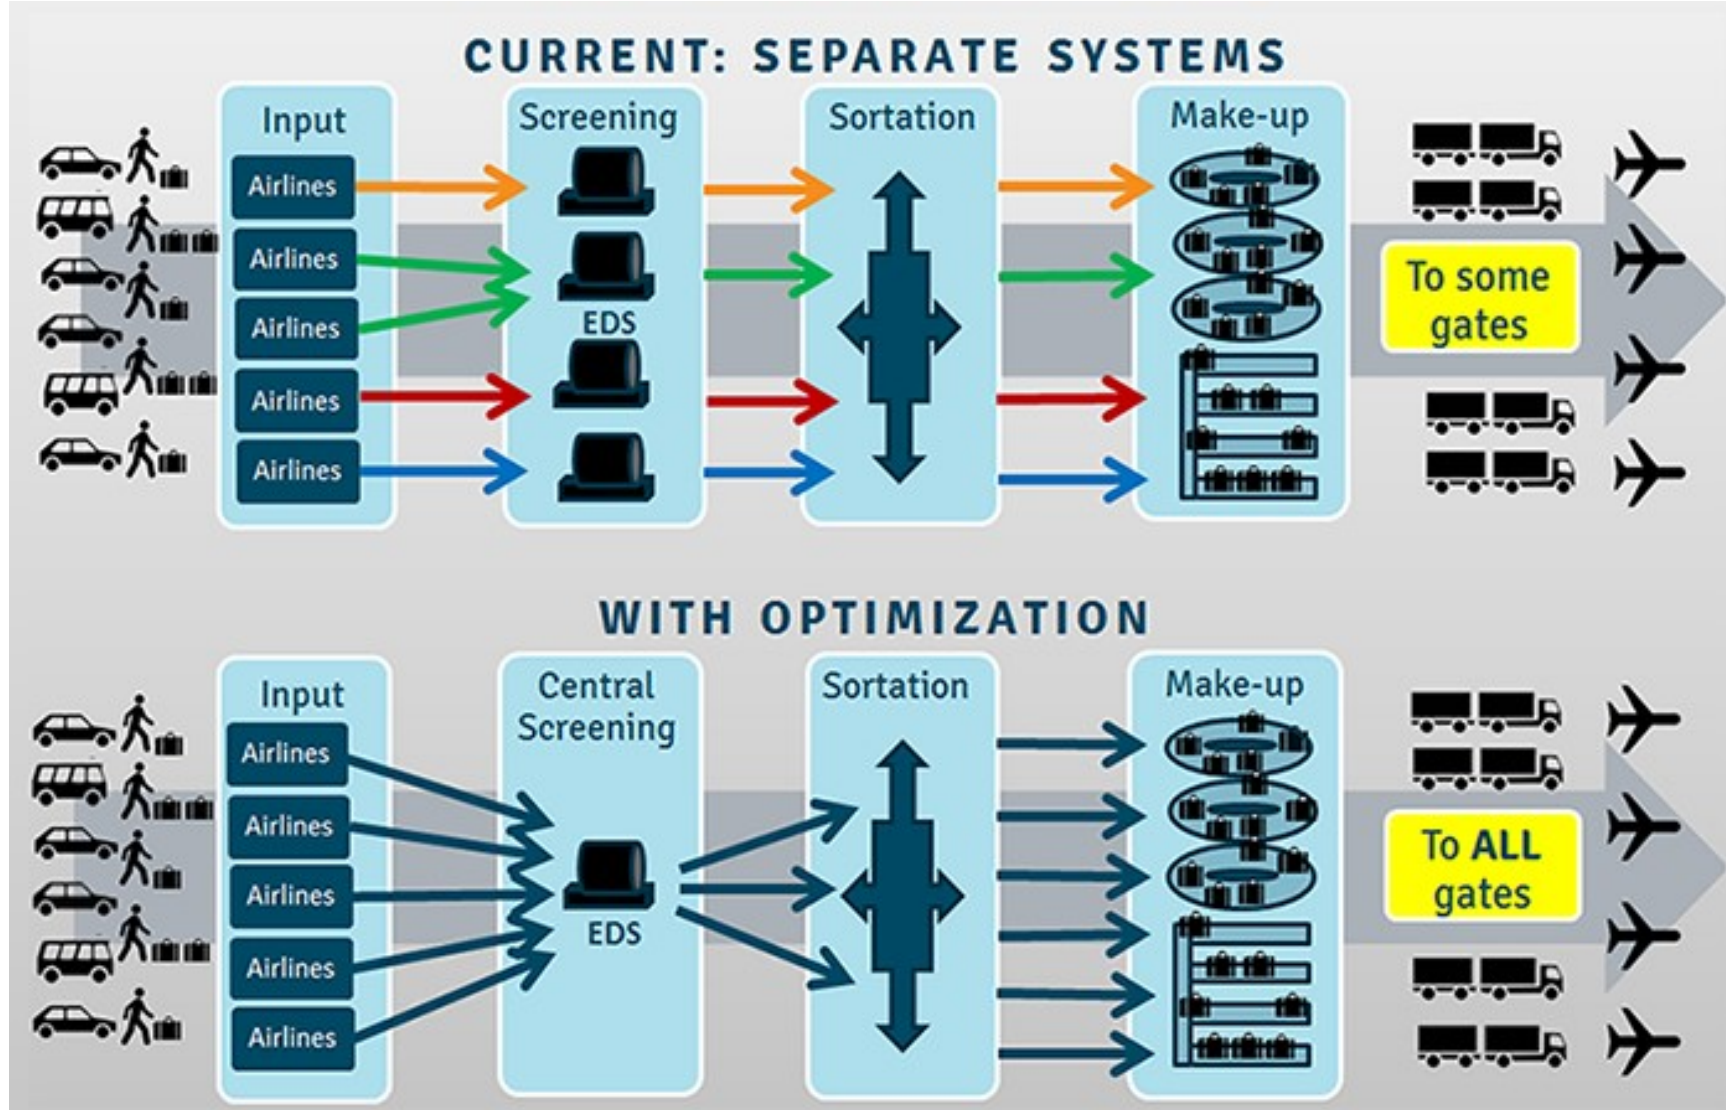 CURRENT: SEPARATE SYSTEMS
Input
Screening
Sortation
Make-up
Airlines
Airlines
Airlines
Airlines
Airlines
EDS
To some
gates
WITH OPTIMIZATION
Input
Central
Screening
Sortation
Make-up
Airlines
Airlines
Airlines
Airlines
Airlines
EDS
To ALL
gates